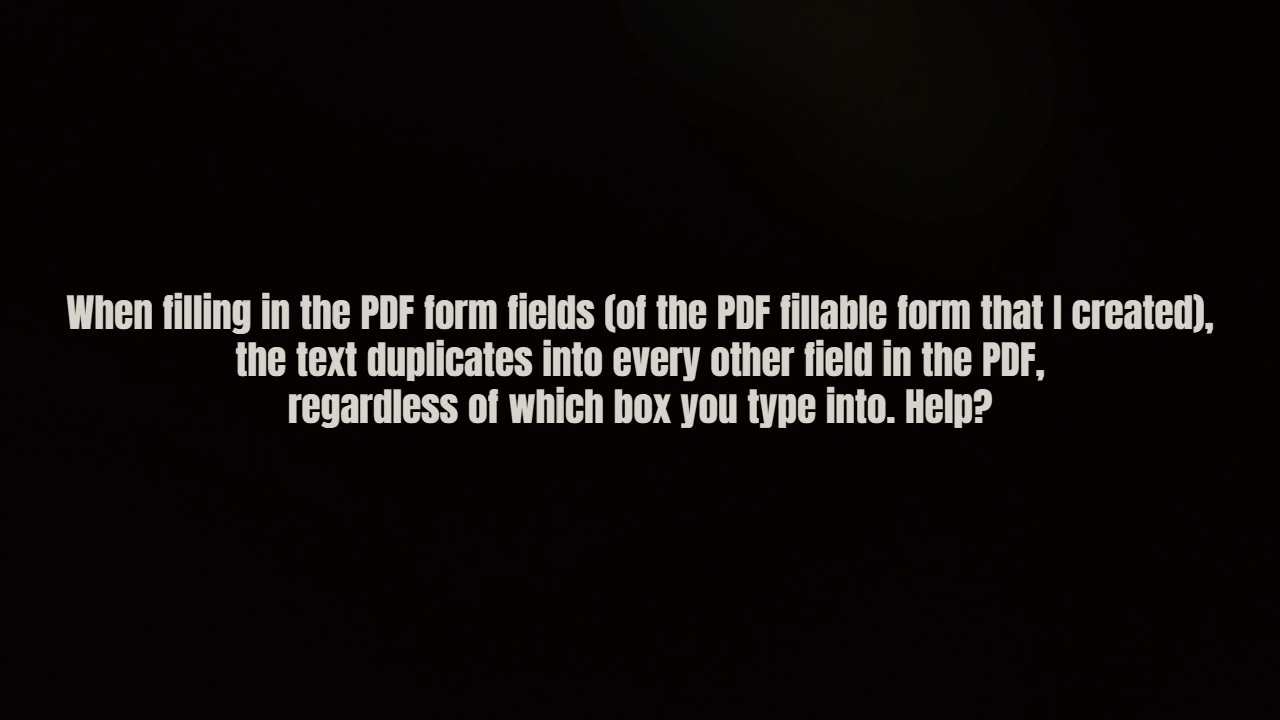 When filling in the PDF form fields (of the PDF fillable form that I created),
the text duplicates into every other field in the PDF,
regardless of which box you type into. Help?